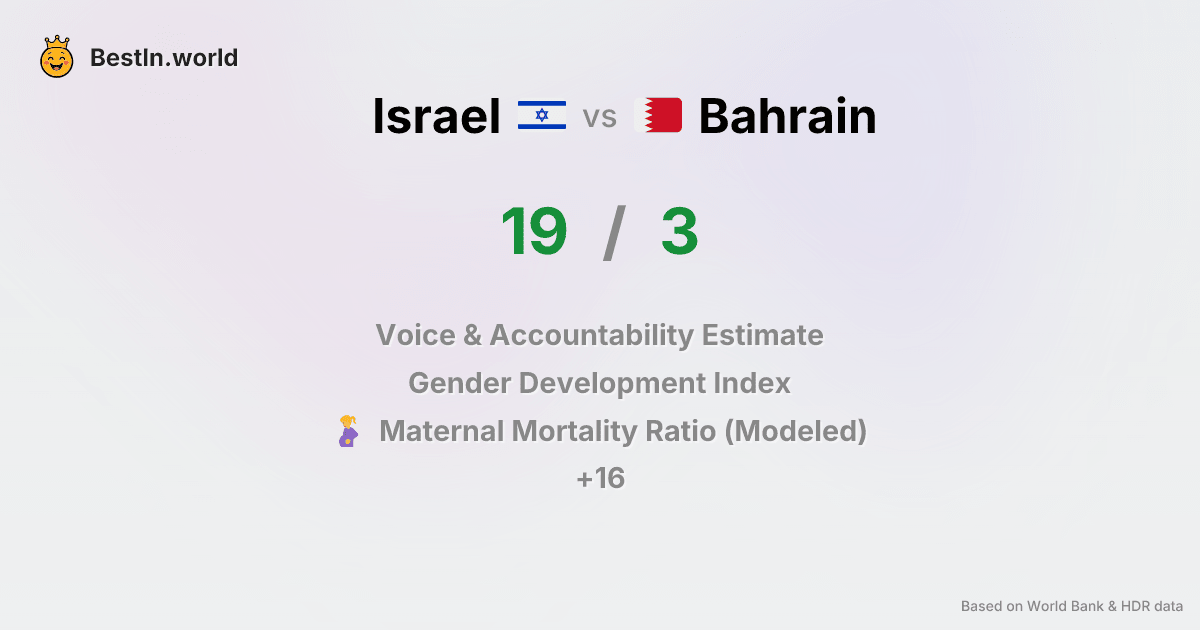 BestIn.world
Israel vs Bahrain
19 / 3
Voice & Accountability Estimate
Gender Development Index
Maternal Mortality Ratio (Modeled)
+16
Based on World Bank & HDR data